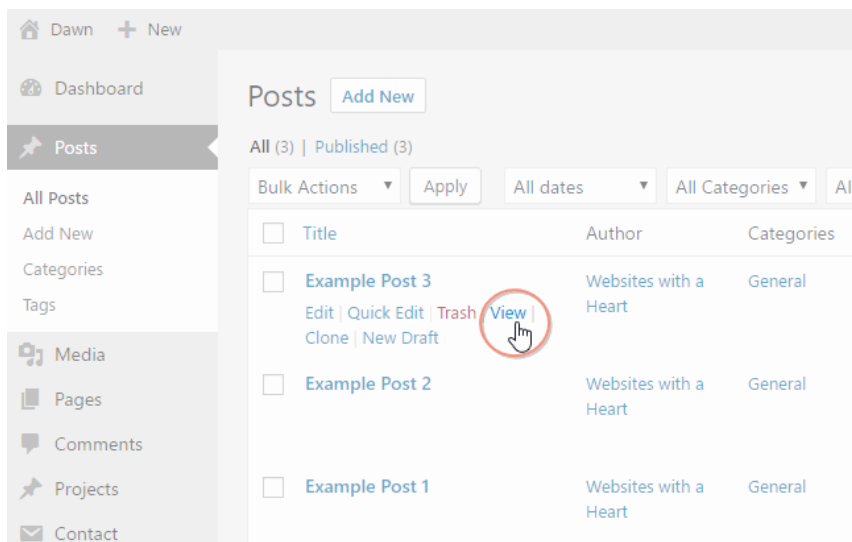 Dawn New
Dashboard
Posts
All Posts
Add New
Categories
Tags
Media
Pages
Comments
Projects
Contact
Posts Add New
All (3) | Published (3)
Bulk Actions Apply All dates All Categories Al
Title Author Categories
Example Post 3 Websites with a General
Heart
Edit | Quick Edit | Trash | View |
Clone | New Draft
Example Post 2 Websites with a General
Heart
Example Post 1 Websites with a General
Heart